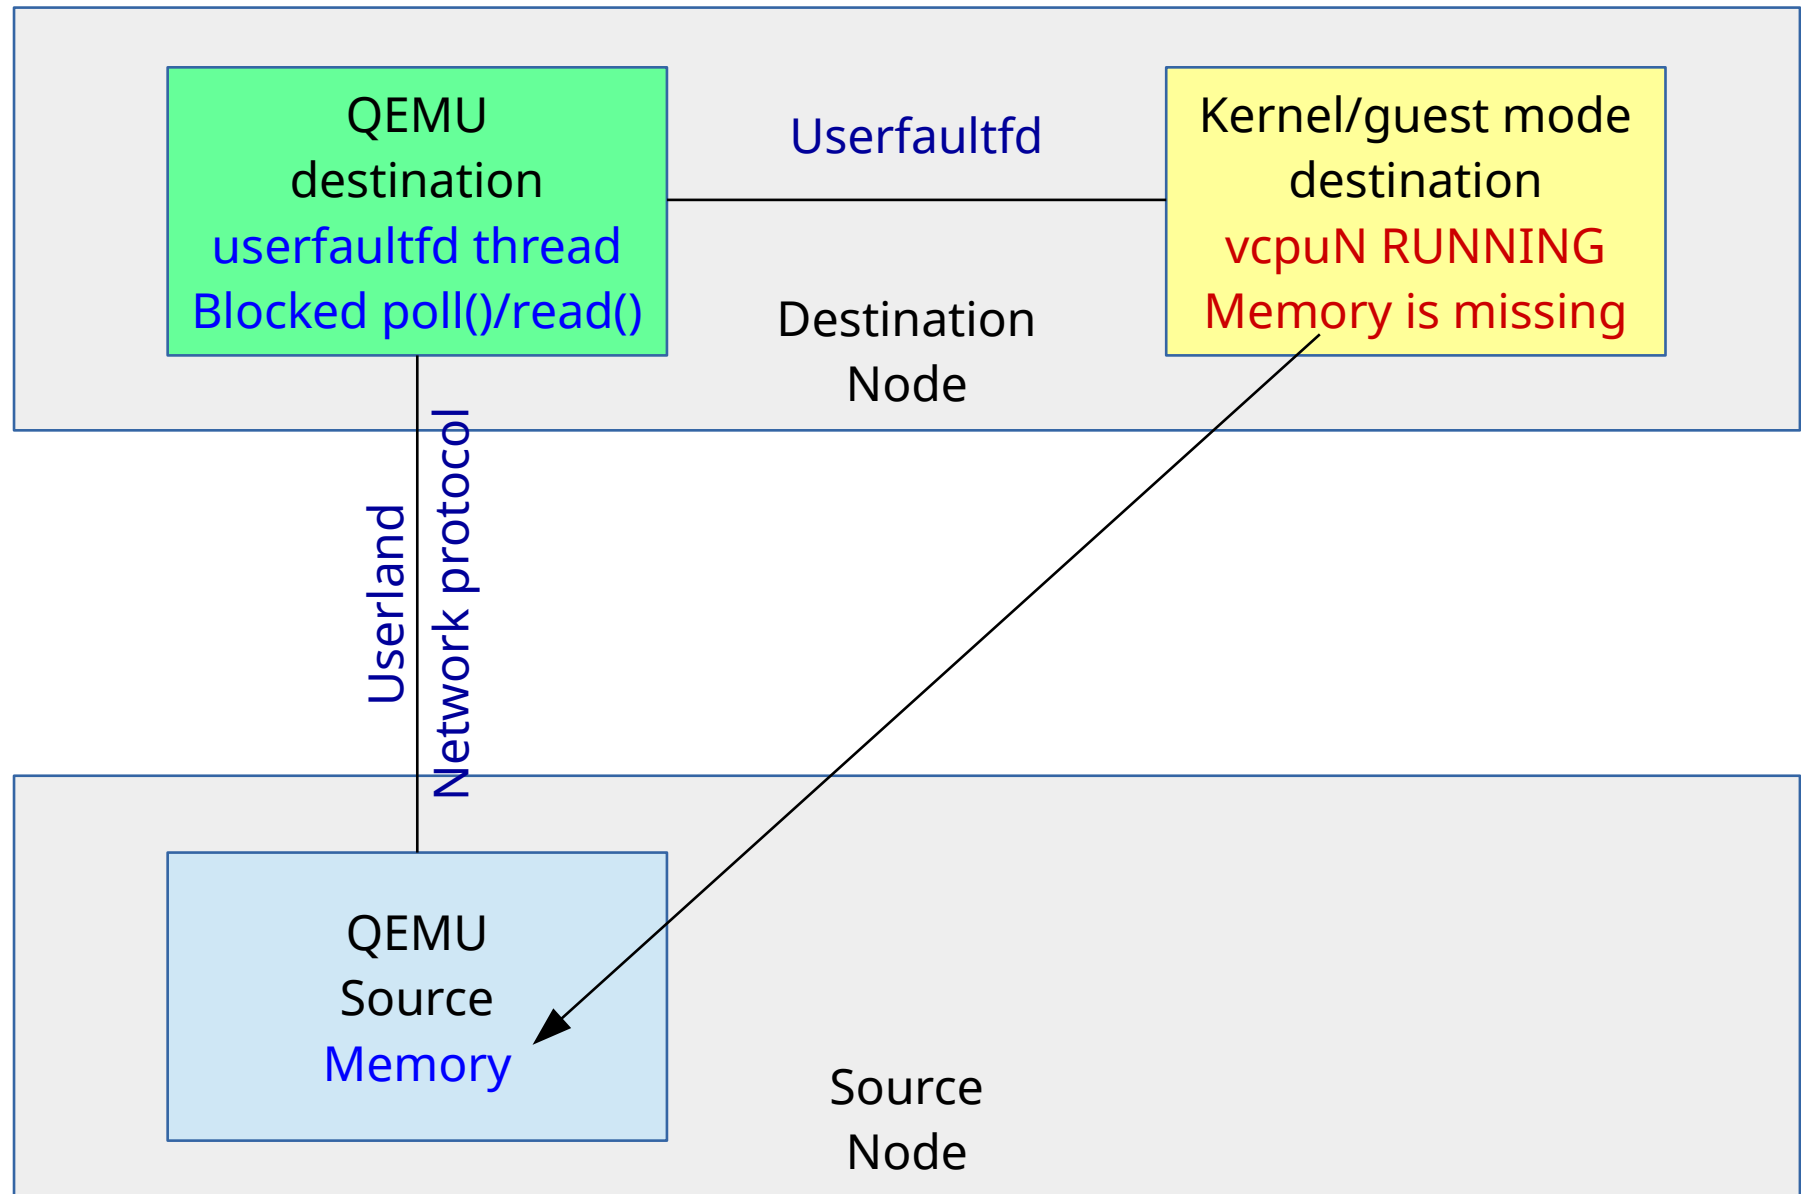 QEMU
destination
userfaultfd thread
Blocked poll()/read()
Userfaultfd
Kernel/guest mode
destination
vcpuN RUNNING
Memory is missing
Destination
Node
Userland
Network protocol
QEMU
Source
Memory
Source
Node